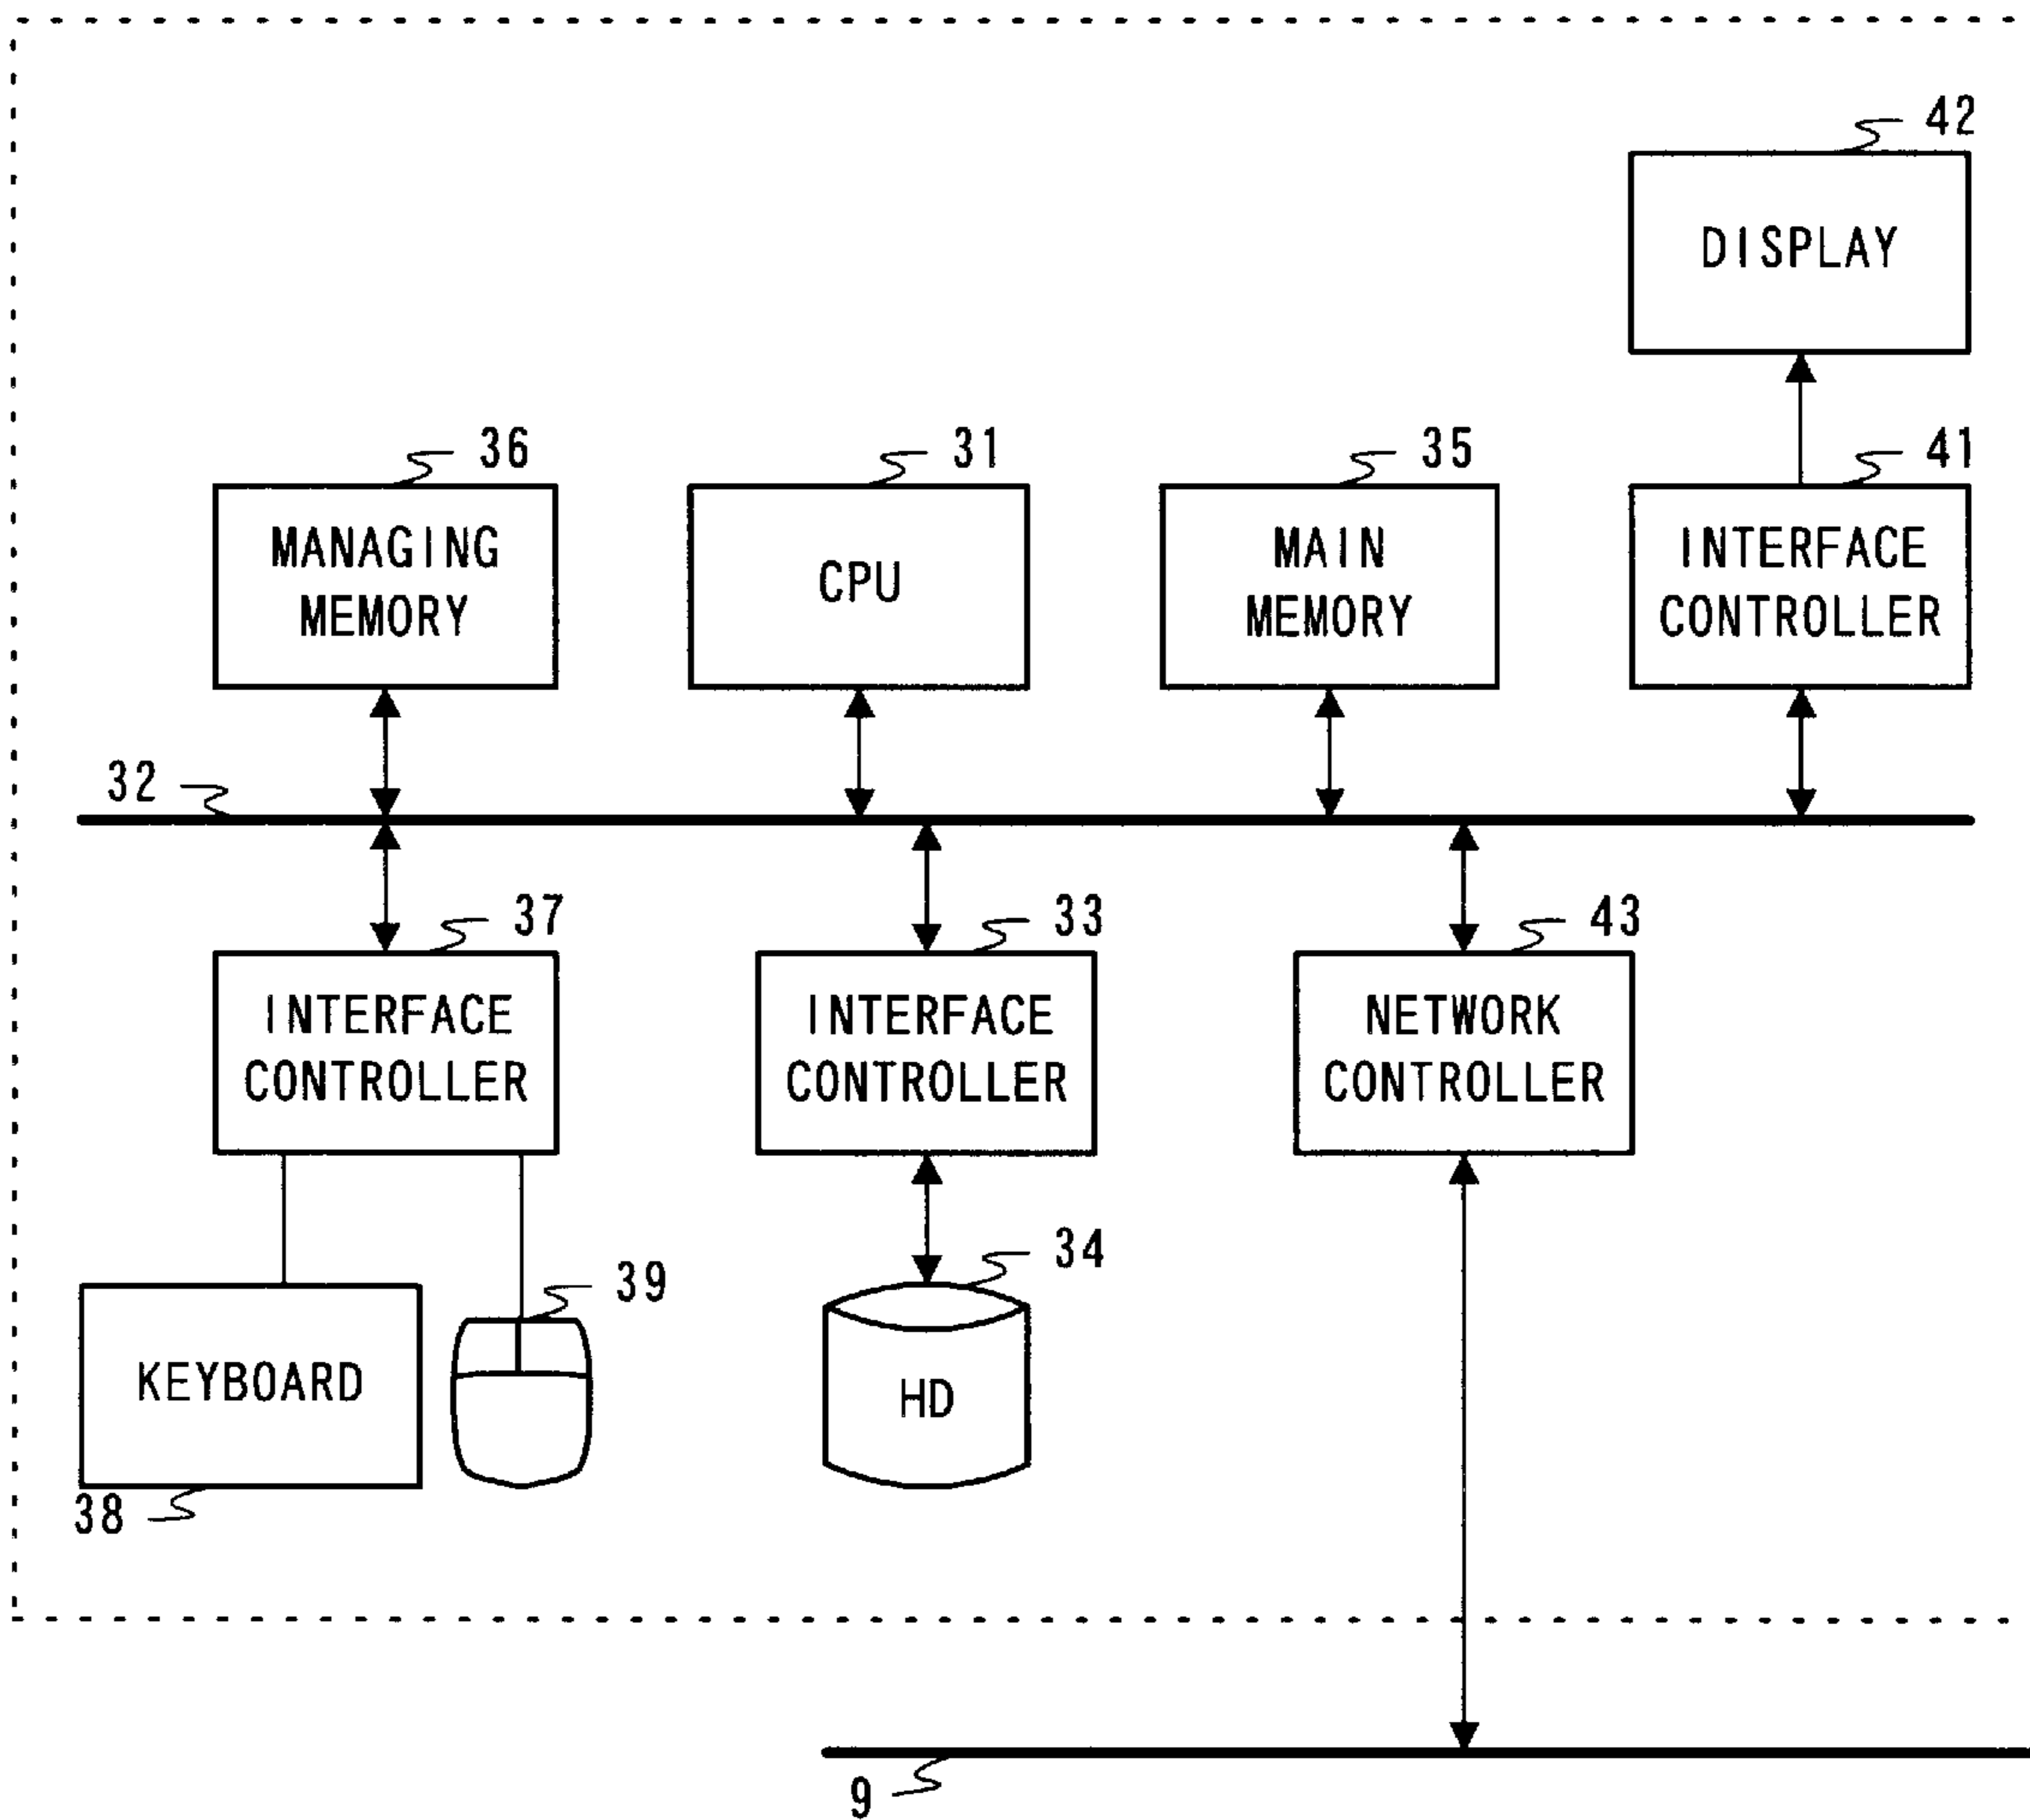 42
DISPLAY
36
31
35
41
MANAGING
MEMORY
CPU
MAIN
MEMORY
INTERFACE
CONTROLLER
32
37
33
43
INTERFACE
CONTROLLER
INTERFACE
CONTROLLER
NETWORK
CONTROLLER
34
39
KEYBOARD
HD
38
9